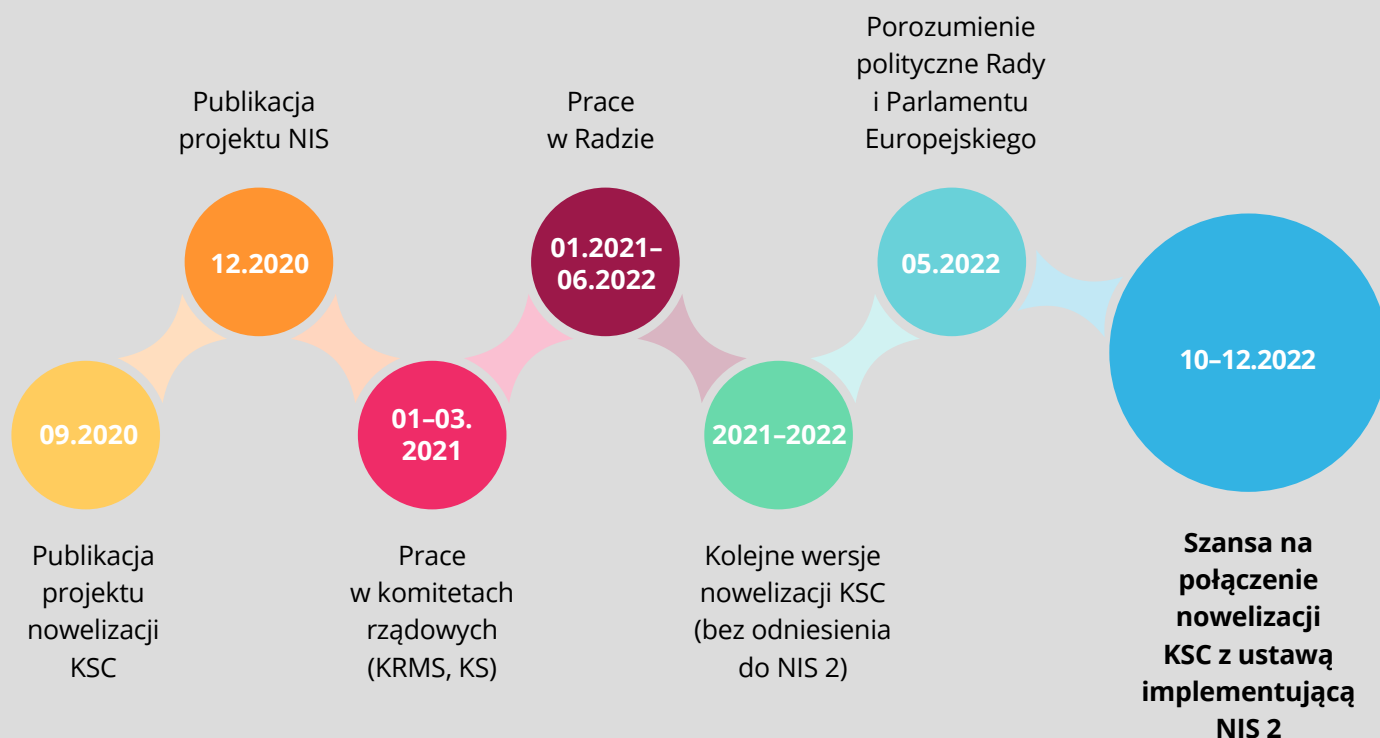 09.2020
Publikacja
projektu
nowelizacji
KSC
Publikacja
projektu NIS
12.2020
01–03.
2021
Prace
w komitetach
rządowych
(KRMS, KS)
Prace
w Radzie
01.2021–
06.2022
2021–2022
Kolejne wersje
nowelizacji KSC
(bez odniesienia
do NIS 2)
Porozumienie
polityczne Rady
i Parlamentu
Europejskiego
05.2022
10–12.2022
Szansa na
połączenie
nowelizacji
KSC z ustawą
implementującą
NIS 2